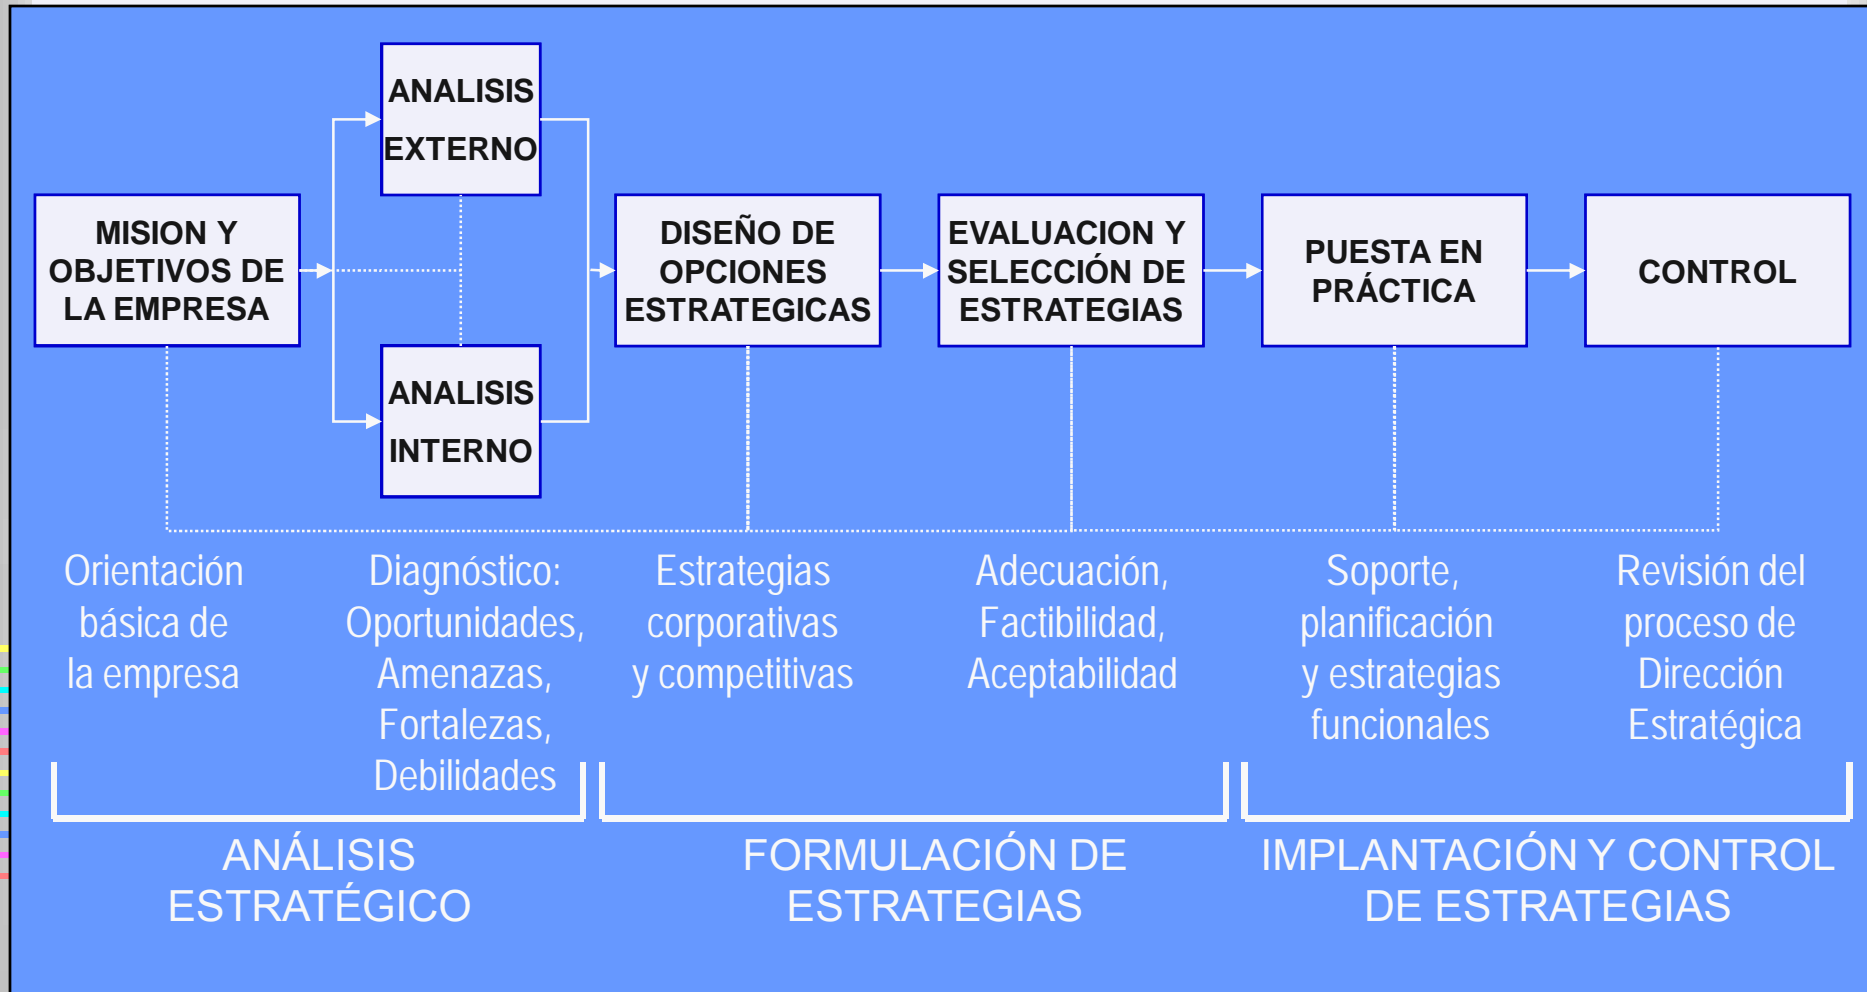 ANALISIS
EXTERNO
MISION Y
OBJETIVOS DE
LA EMPRESA
DISEÑO DE
OPCIONES
ESTRATEGICAS
EVALUACION Y
SELECCIÓN DE
ESTRATEGIAS
PUESTA EN
PRÁCTICA
CONTROL
ANALISIS
INTERNO
Orientación
básica de
la empresa
Diagnóstico:
Oportunidades,
Amenazas,
Fortalezas,
Debilidades
Estrategias
corporativas
y competitivas
Adecuación,
Factibilidad,
Aceptabilidad
Soporte,
planificación
y estrategias
funcionales
Revisión del
proceso de
Dirección
Estratégica
ANÁLISIS
ESTRATÉGICO
FORMULACIÓN DE
ESTRATEGIAS
IMPLANTACIÓN Y CONTROL
DE ESTRATEGIAS